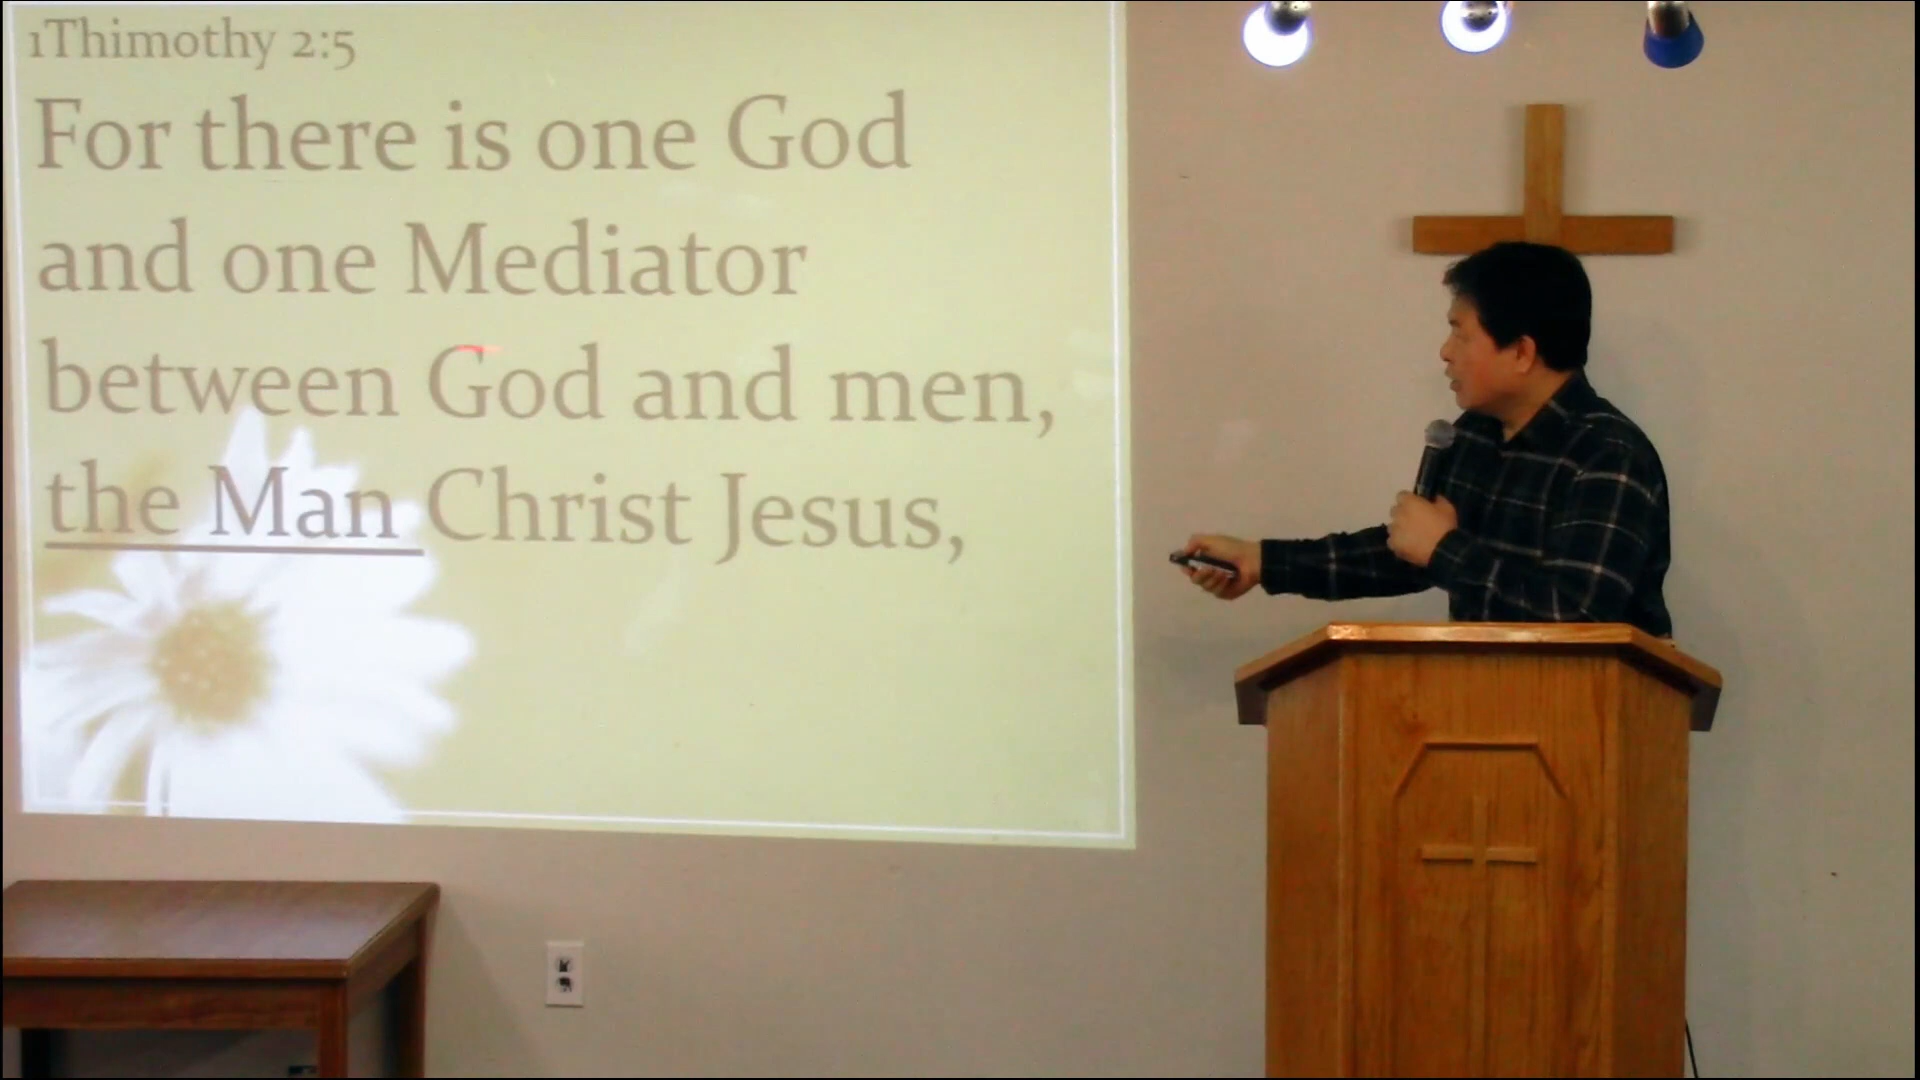 1Thimothy 2:5
For there is one God
and one Mediator
between God and men,
the Man Christ Jesus,